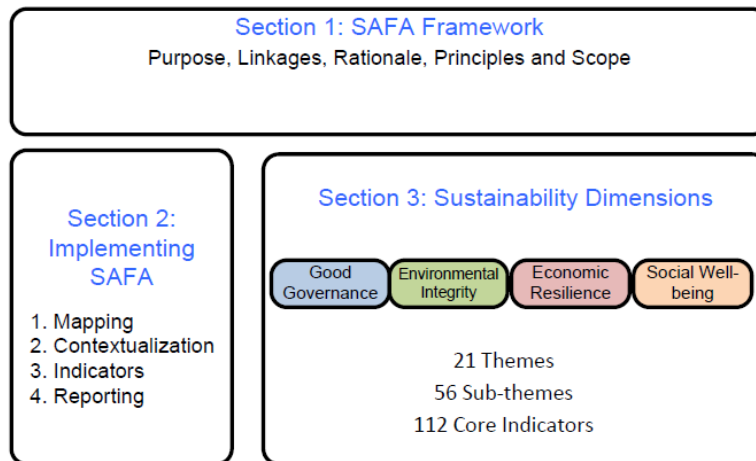 Section 1: SAFA Framework
Purpose, Linkages, Rationale, Principles and Scope
Section 2:
Implementing
SAFA
1. Mapping
2. Contextualization
3. Indicators
4. Reporting
Section 3: Sustainability Dimensions
Good
Governance
Environmental
Integrity
Economic
Resilience
Social Well-
being
21 Themes
56 Sub-themes
112 Core Indicators